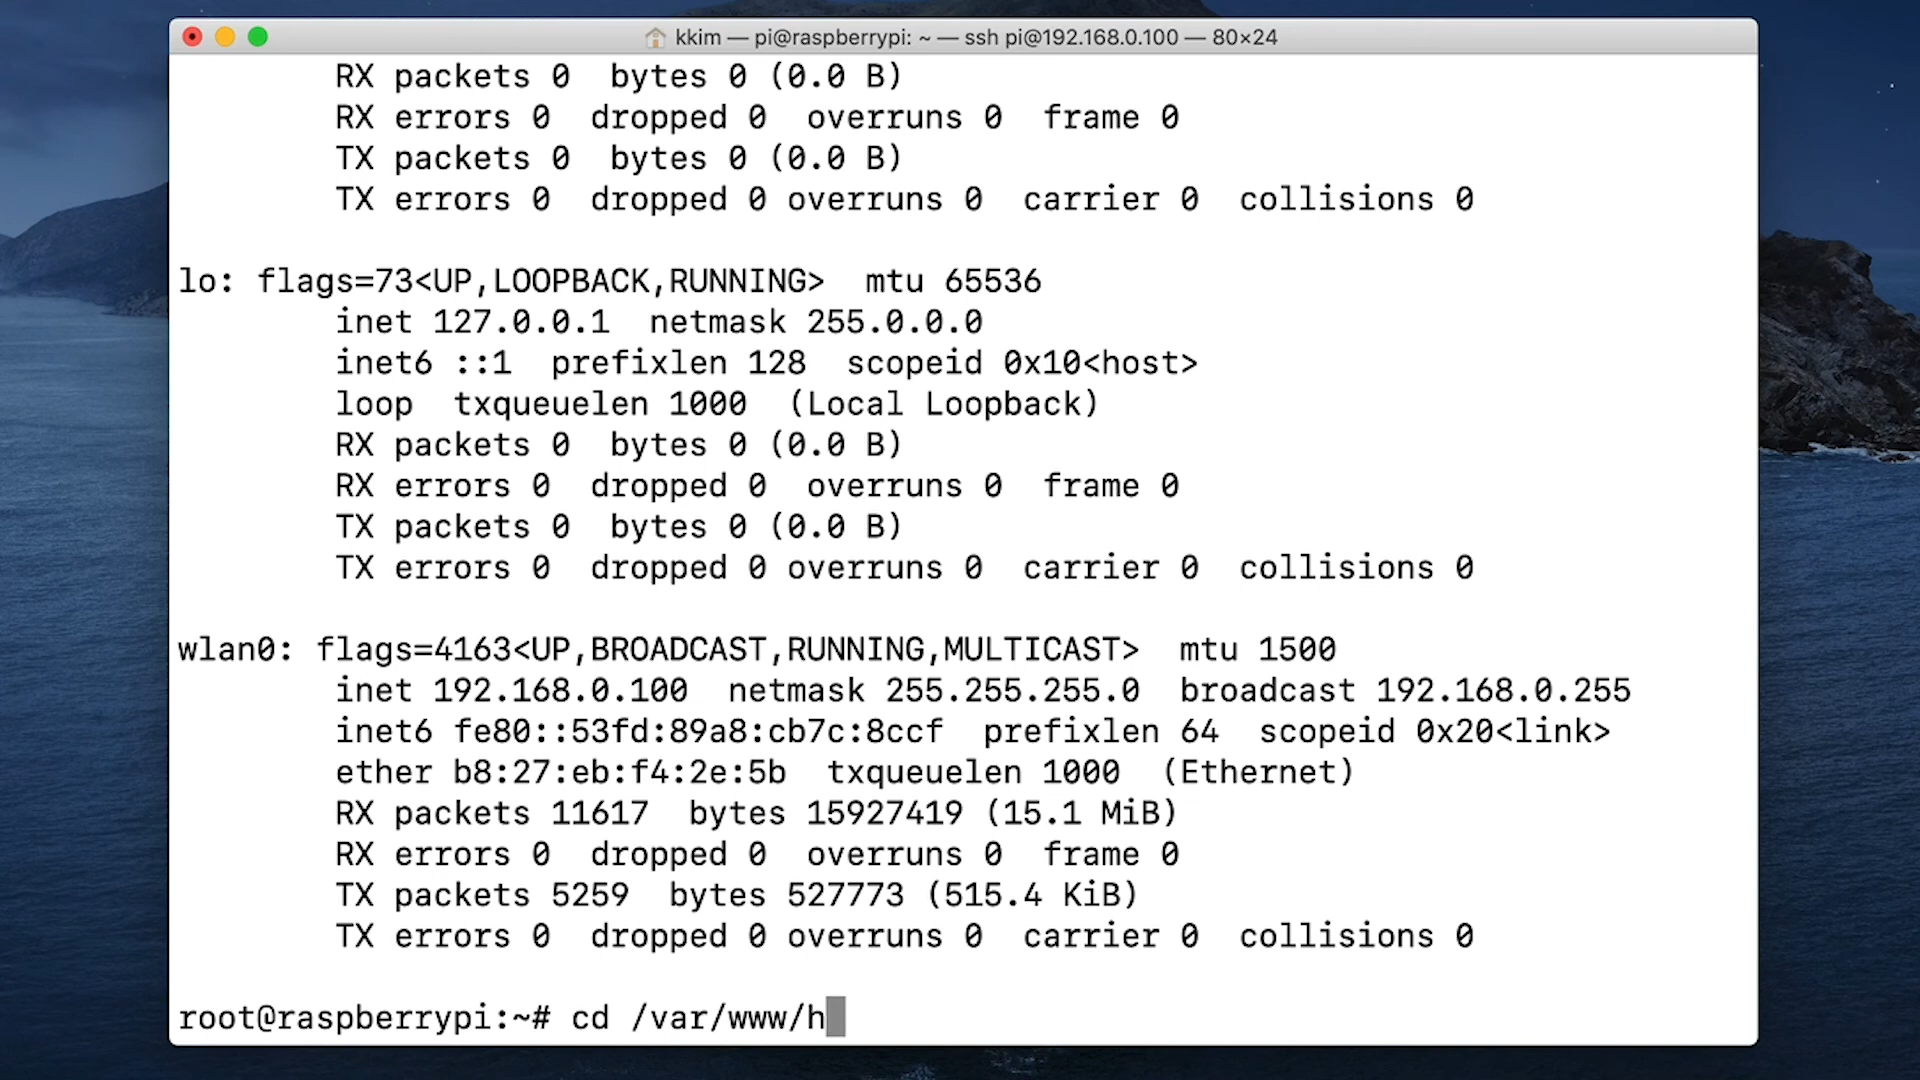 kkim — pi@raspberrypi: ~ — ssh pi@192.168.0.100 — 80×24
RX packets 0  bytes 0 (0.0 B)
RX errors 0  dropped 0  overruns 0  frame 0
TX packets 0  bytes 0 (0.0 B)
TX errors 0  dropped 0 overruns 0  carrier 0  collisions 0
lo: flags=73<UP,LOOPBACK,RUNNING>  mtu 65536
inet 127.0.0.1  netmask 255.0.0.0
inet6 ::1  prefixlen 128  scopeid 0x10<host>
loop  txqueuelen 1000  (Local Loopback)
RX packets 0  bytes 0 (0.0 B)
RX errors 0  dropped 0  overruns 0  frame 0
TX packets 0  bytes 0 (0.0 B)
TX errors 0  dropped 0 overruns 0  carrier 0  collisions 0
wlan0: flags=4163<UP,BROADCAST,RUNNING,MULTICAST>  mtu 1500
inet 192.168.0.100  netmask 255.255.255.0  broadcast 192.168.0.255
inet6 fe80::53fd:89a8:cb7c:8ccf  prefixlen 64  scopeid 0x20<link>
ether b8:27:eb:f4:2e:5b  txqueuelen 1000  (Ethernet)
RX packets 11617  bytes 15927419 (15.1 MiB)
RX errors 0  dropped 0  overruns 0  frame 0
TX packets 5259  bytes 527773 (515.4 KiB)
TX errors 0  dropped 0 overruns 0  carrier 0  collisions 0
root@raspberrypi:~# cd /var/www/h